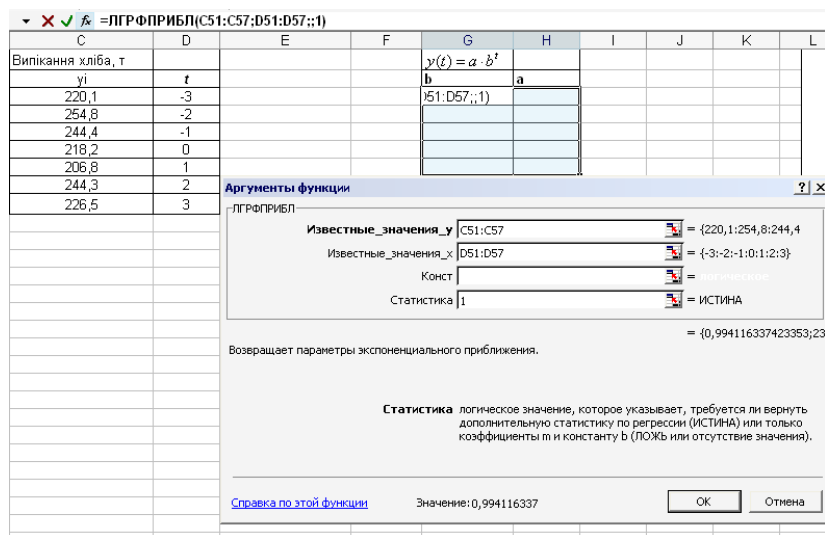 =ЛГРФПРИБЛ(C51:C57;D51:D57;;1)
C D E F G H I J K L
Випікання хліба, т y(t) = a · b^t
yi t b a
220,1 -3 )51:D57;;1)
254,8 -2
244,4 -1
218,2 0
206,8 1
244,3 2
226,5 3
Аргументы функции
ЛГРФПРИБЛ
Известные_значения_y C51:C57 = {220,1:254,8:244,4
Известные_значения_x D51:D57 = {-3:-2:-1:0:1:2:3}
Конст = логическое
Статистика 1 = ИСТИНА
= {0,994116337423353;23
Возвращает параметры экспоненциального приближения.
Статистика логическое значение, которое указывает, требуется ли вернуть
дополнительную статистику по регрессии (ИСТИНА) или только
коэффициенты m и константу b (ЛОЖЬ или отсутствие значения).
Справка по этой функции Значение:0,994116337 ОК Отмена